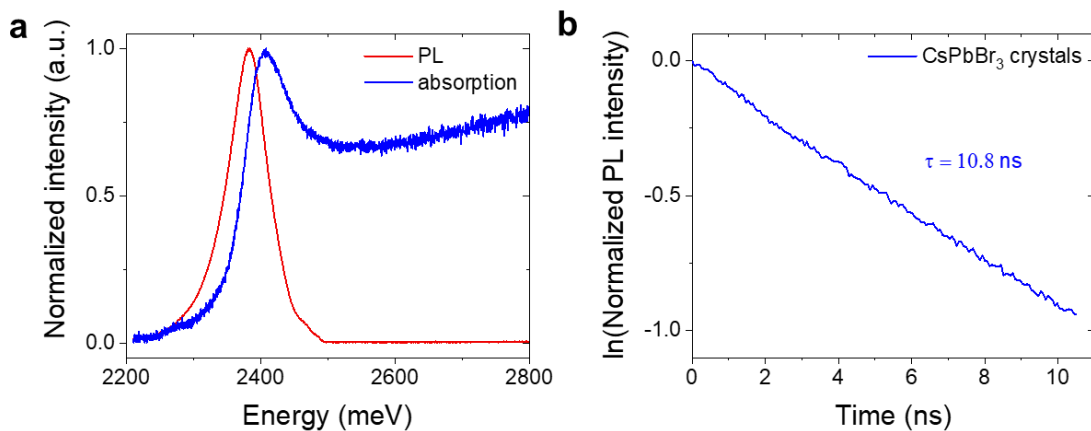 a
Normalized intensity (a.u.)
1.0
0.5
0.0
PL
absorption
2200
2400
2600
2800
Energy (meV)
b
ln(Normalized PL intensity)
0.0
-0.5
-1.0
CsPbBr₃ crystals
τ = 10.8 ns
0
2
4
6
8
10
Time (ns)